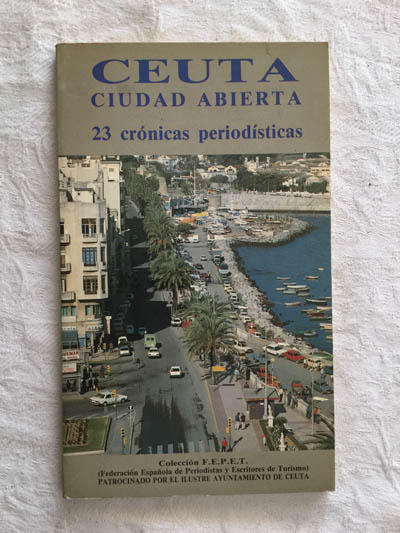 CEUTA
CIUDAD ABIERTA
23 crónicas periodísticas
Colección F.E.P.E.T.
(Federación Española de Periodistas y Escritores de Turismo)
PATROCINADO POR EL ILUSTRE AYUNTAMIENTO DE CEUTA